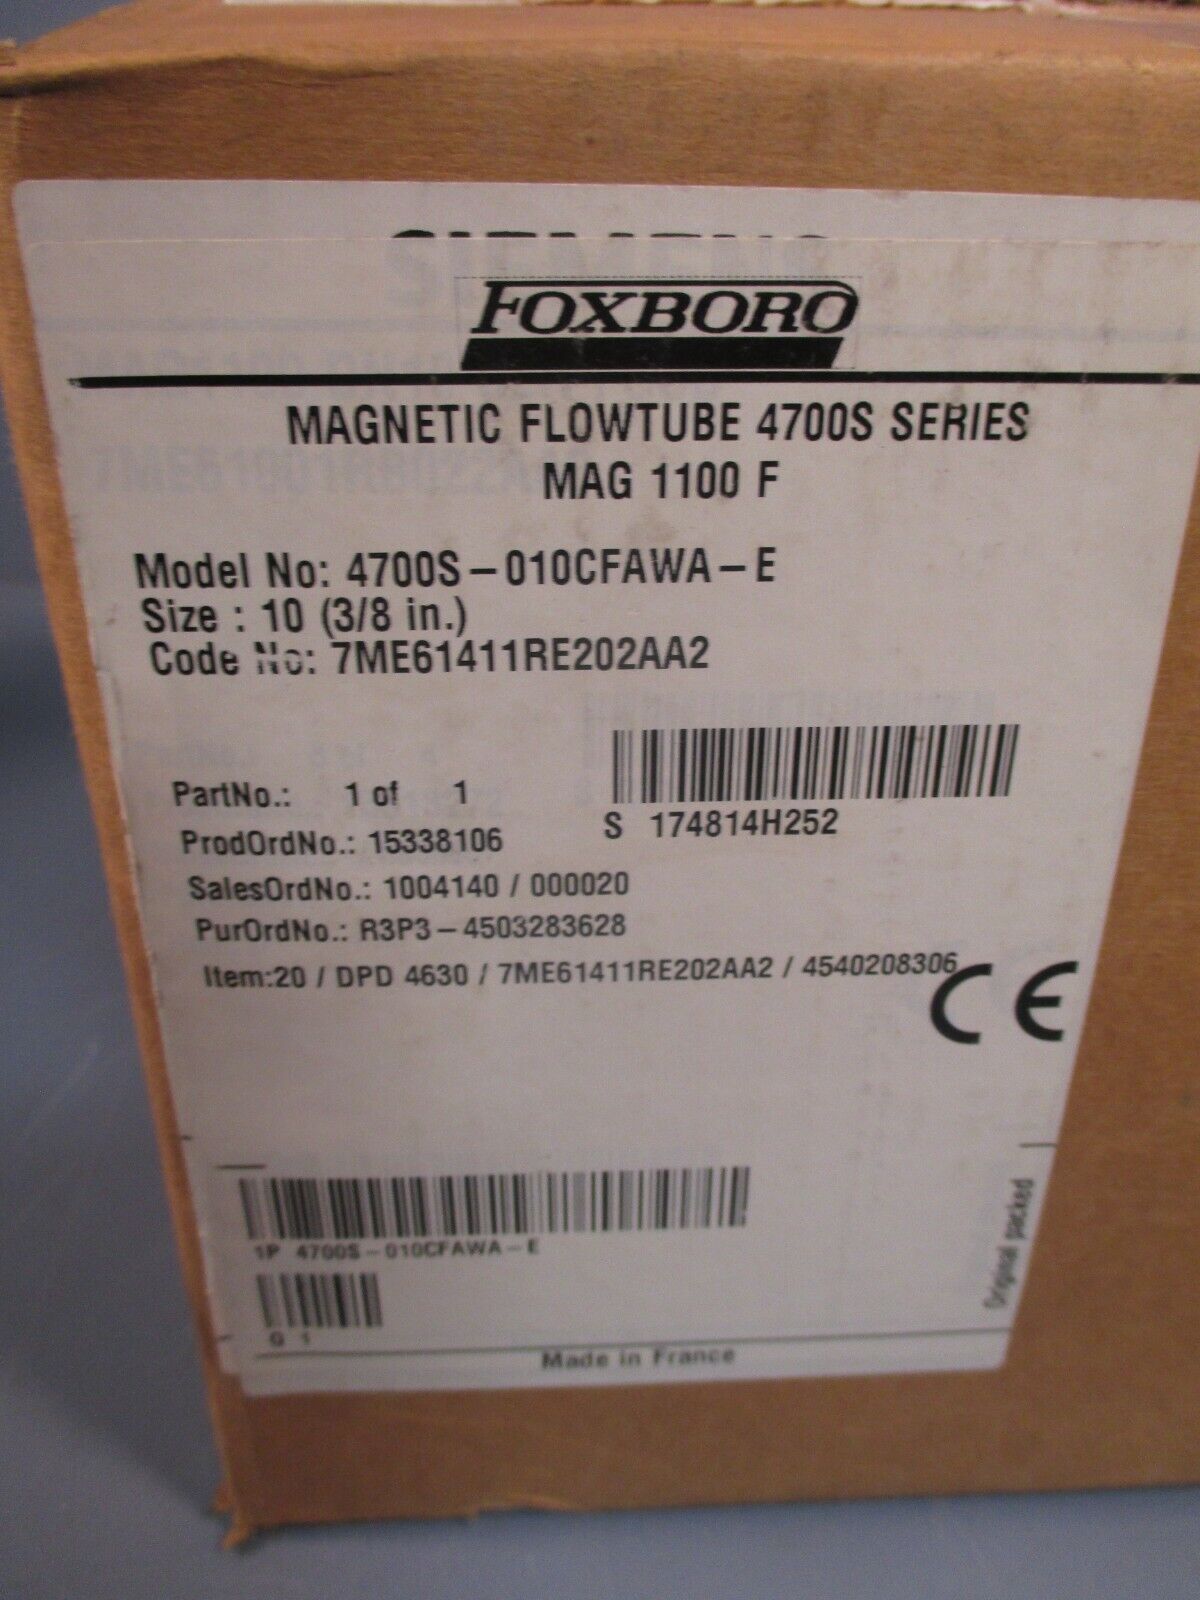 SIEMENS
FOXBORO
MAGNETIC FLOWTUBE 4700S SERIES
MAG 1100 F
Model No: 4700S-010CFAWA-E
Size : 10 (3/8 in.)
Code No: 7ME61411RE202AA2
PartNo.: 1 of 1
S 174814H252
ProdOrdNo.: 15338106
SalesOrdNo.: 1004140 / 000020
PurOrdNo.: R3P3-4503283628
Item:20 / DPD 4630 / 7ME61411RE202AA2 / 4540208306
CE
1P 4700S-010CFAWA-E
Q 1
Original packed
Made in France